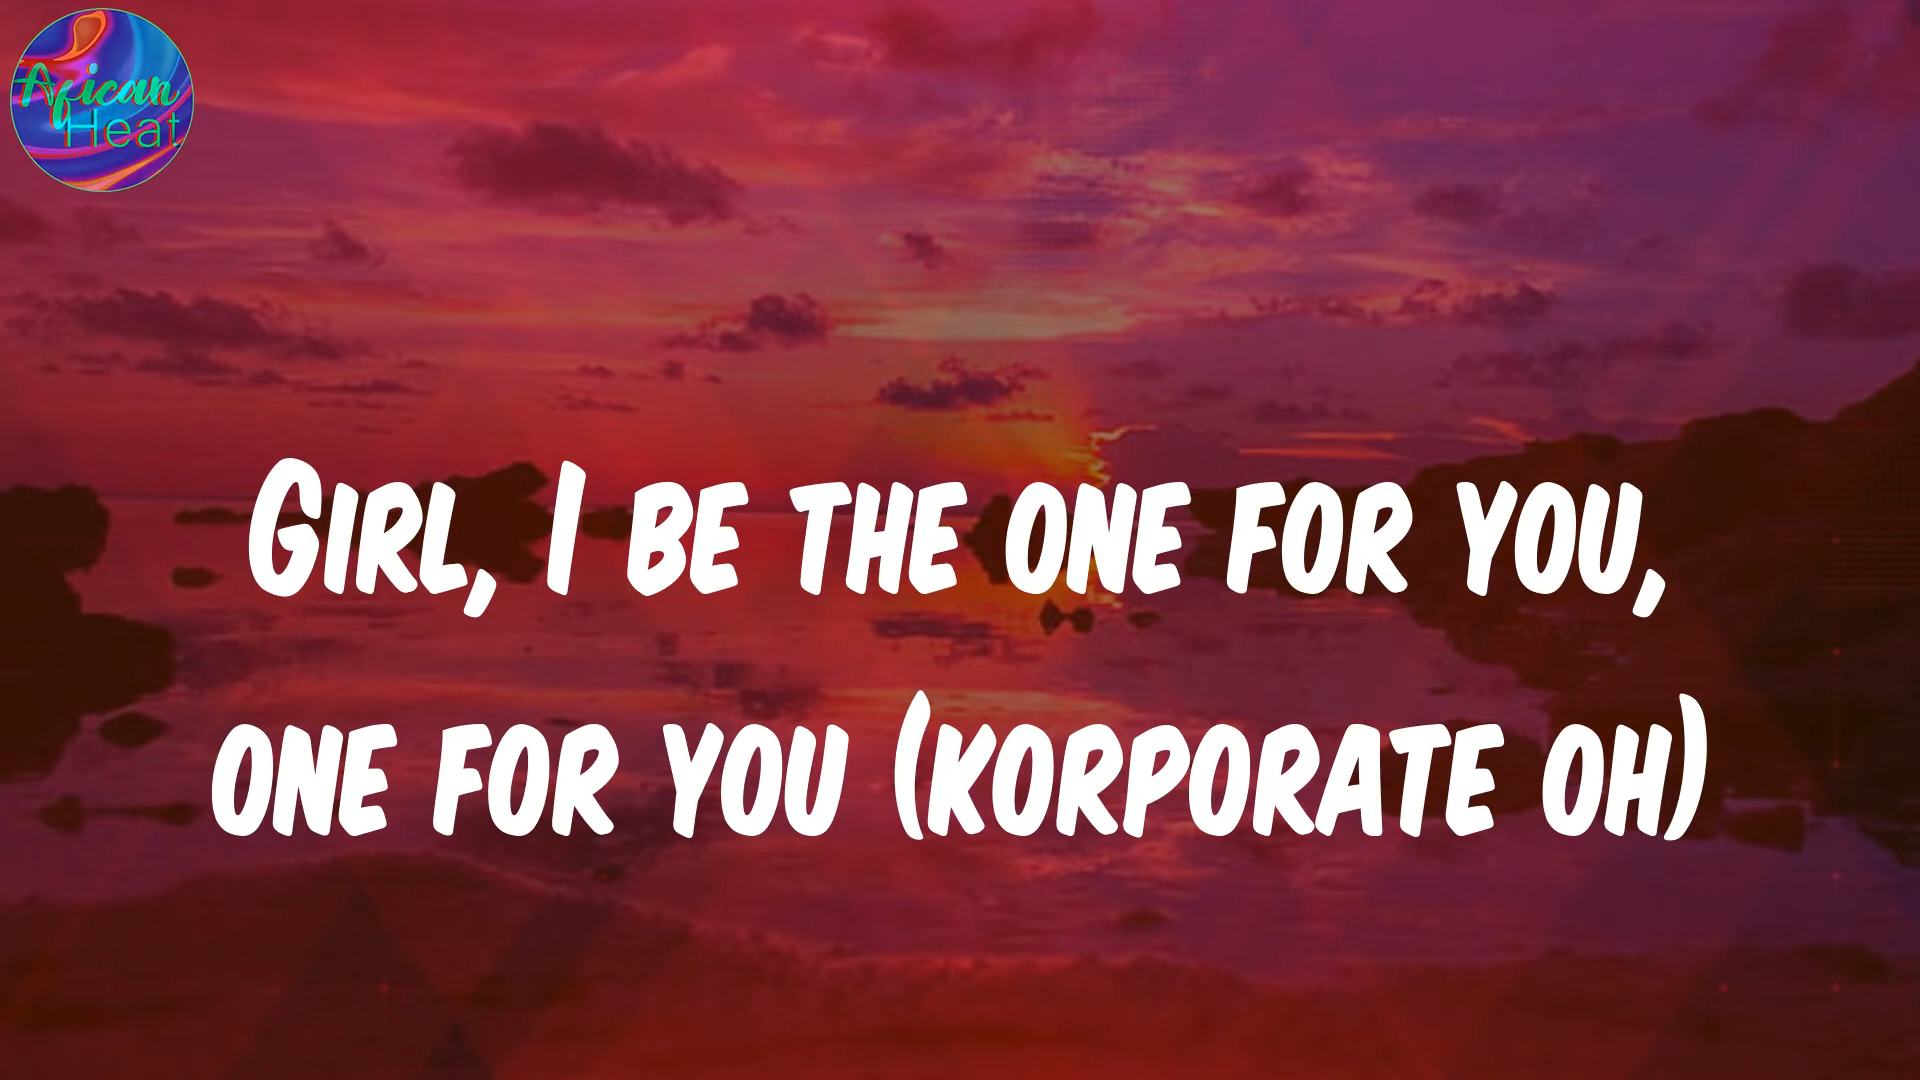 Afican
Heat
GIRL, I BE THE ONE FOR YOU,
ONE FOR YOU (KORPORATE OH)